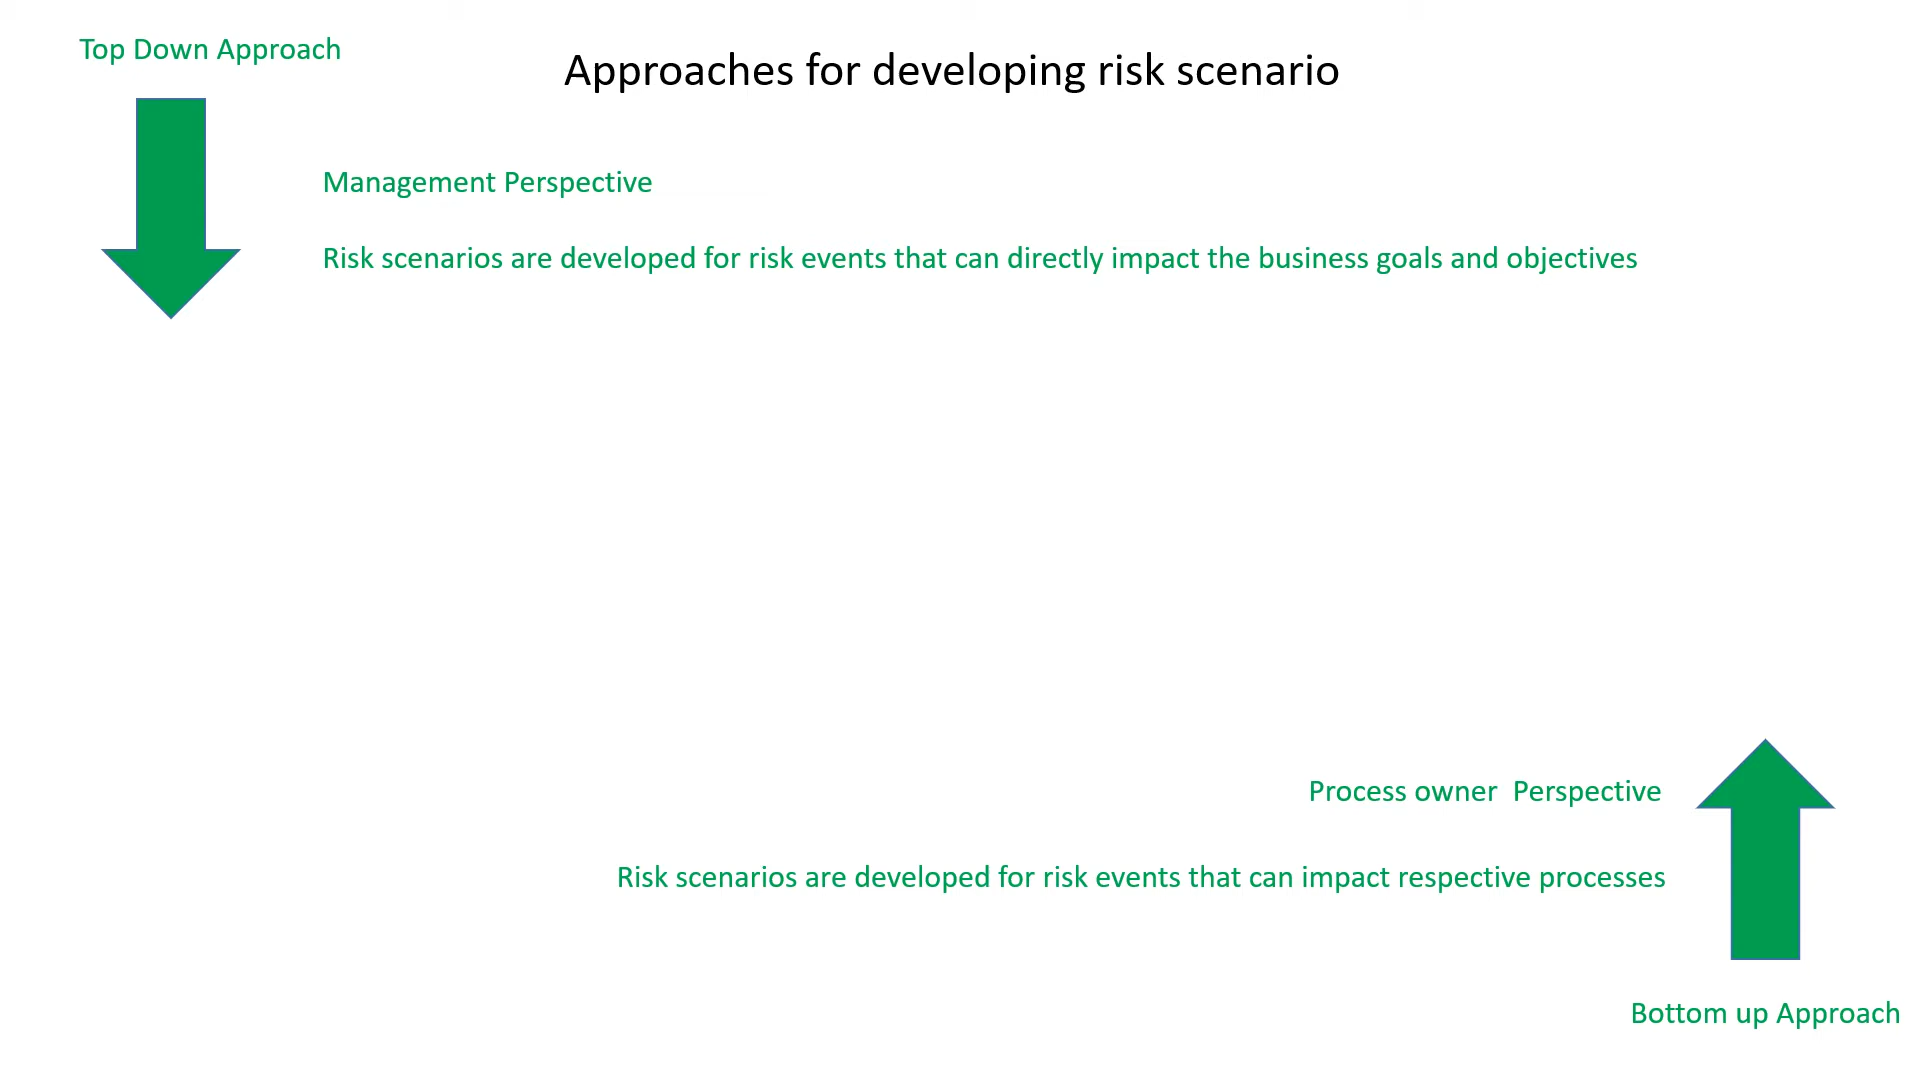 Top Down Approach
Approaches for developing risk scenario
Management Perspective
Risk scenarios are developed for risk events that can directly impact the business goals and objectives
Process owner  Perspective
Risk scenarios are developed for risk events that can impact respective processes
Bottom up Approach